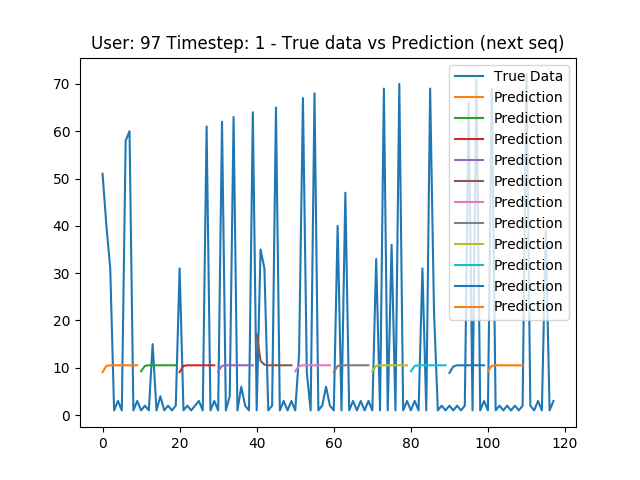 User: 97 Timestep: 1 - True data vs Prediction (next seq)
True Data
Prediction
Prediction
Prediction
Prediction
Prediction
Prediction
Prediction
Prediction
Prediction
Prediction
Prediction
70
60
50
40
30
20
10
0
0 20 40 60 80 100 120